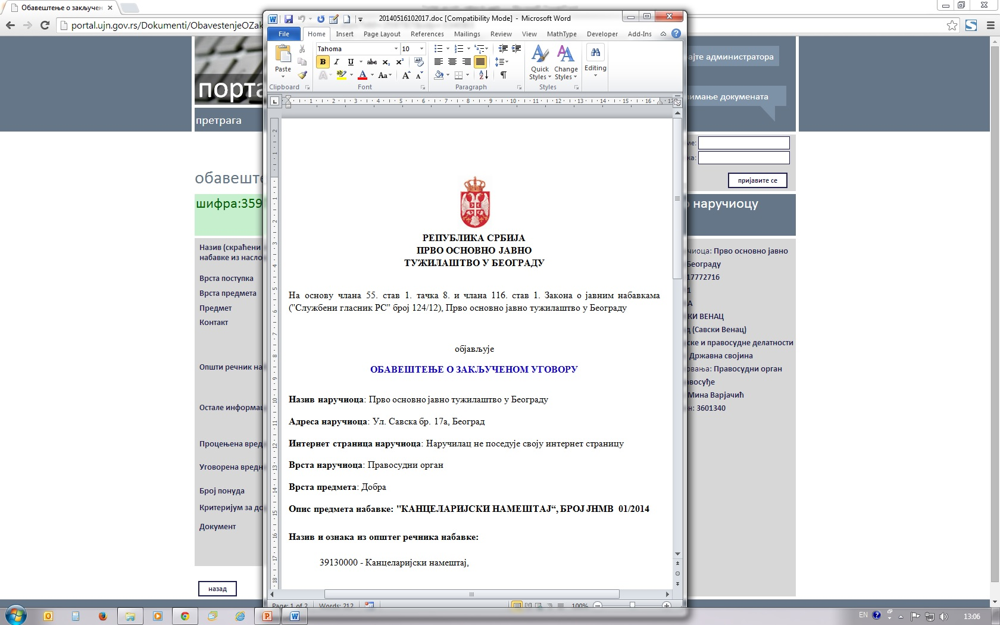 Обавештење о закључен
portal.ujn.gov.rs/Dokumenti/ObavestenjeOZak
20140516102017.doc [Compatibility Mode] - Microsoft Word
File Home Insert Page Layout References Mailings Review View MathType Developer Add-Ins
Paste
Clipboard
Tahoma 10
Font
Paragraph
Quick Styles
Change Styles
Styles
Editing
порта
претрага
ајте администратора
имање докумената
пријавите се
обавеште
шифра:359
наручиоцу
Назив (скраћени
набавке из насло
Врста поступка
Врста предмета
Предмет
Контакт
Општи речник на
Остале информац
Процењена вред
Уговорена вредн
Број понуда
Критеријум за до
Документ
назад
РЕПУБЛИКА СРБИЈА
ПРВО ОСНОВНО ЈАВНО
ТУЖИЛАШТВО У БЕОГРАДУ
На основу члана 55. став 1. тачка 8. и члана 116. став 1. Закона о јавним набавкама
("Службени гласник РС" број 124/12), Прво основно јавно тужилаштво у Београду
објављује
ОБАВЕШТЕЊЕ О ЗАКЉУЧЕНОМ УГОВОРУ
Назив наручиоца: Прво основно јавно тужилаштво у Београду
Адреса наручиоца: Ул. Савска бр. 17а, Београд
Интернет страница наручиоца: Наручилац не поседује своју интернет страницу
Врста наручиоца: Правосудни орган
Врста предмета: Добра
Опис предмета набавке: "КАНЦЕЛАРИЈСКИ НАМЕШТАЈ“, БРОЈ ЈНМВ 01/2014
Назив и ознака из општег речника набавке:
39130000 - Канцеларијски намештај,
чиоца: Прво основно јавно
Београду
17772716
1
А
КИ ВЕНАЦ
д (Савски Венац)
ске и правосудне делатности
Државна својина
овања: Правосудни орган
авосуђе
Мина Варјачић
н: 3601340
Page: 1 of 2 Words: 212 100%
EN 13:06